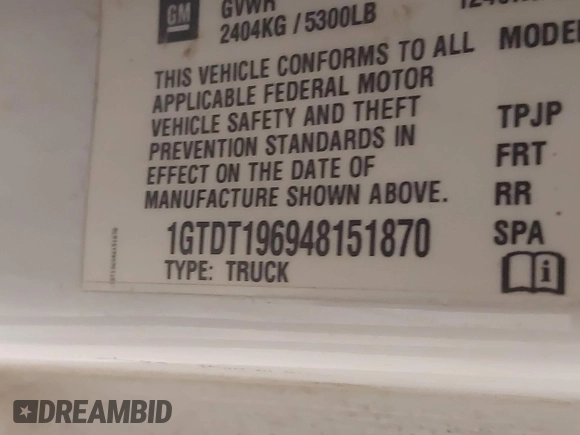 GM
GVWR
2404KG / 5300LB
THIS VEHICLE CONFORMS TO ALL
APPLICABLE FEDERAL MOTOR
VEHICLE SAFETY AND THEFT
PREVENTION STANDARDS IN
EFFECT ON THE DATE OF
MANUFACTURE SHOWN ABOVE.
1GTDT196948151870
TYPE: TRUCK
TPJP
FRT
RR
SPA
i
DREAMBID